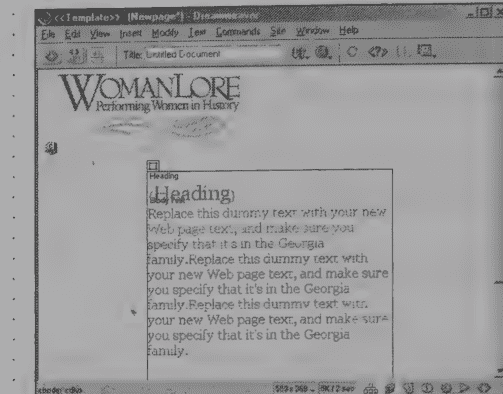 <<Template>> (Newpage*) - Dreamweaver
File Edit View Insert Modify Text Commands Site Window Help
Title: Untitled Document
WOMANLORE
Performing Women in History
Heading
(Heading)
Replace this dummy text with your new
Web page text, and make sure you
specify that it's in the Georgia
family.Replace this dummy text with
your new Web page text, and make sure
you specify that it's in the Georgia
family.Replace this dummy text with
your new Web page text, and make sure
you specify that it's in the Georgia
family.